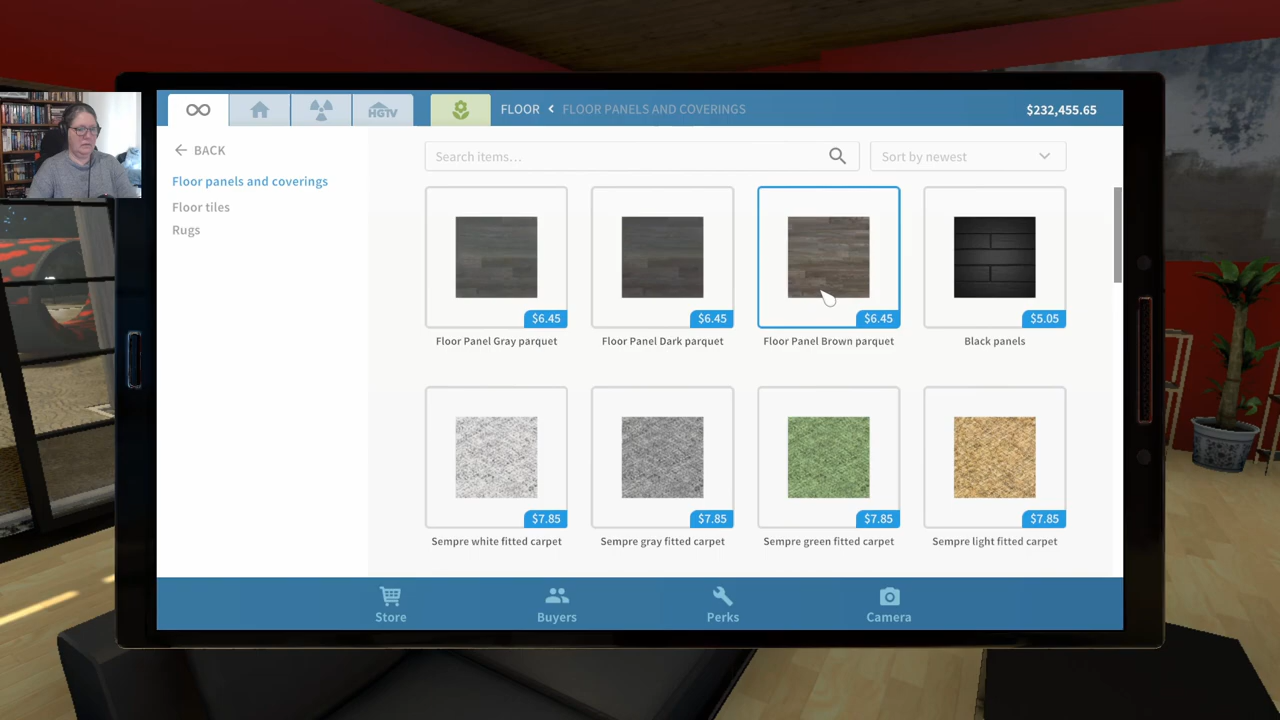 HGTV
FLOOR < FLOOR PANELS AND COVERINGS
$232,455.65
BACK
Search items...
Sort by newest
Floor panels and coverings
Floor tiles
Rugs
$6.45
$6.45
$6.45
$5.05
Floor Panel Gray parquet
Floor Panel Dark parquet
Floor Panel Brown parquet
Black panels
$7.85
$7.85
$7.85
$7.85
Sempre white fitted carpet
Sempre gray fitted carpet
Sempre green fitted carpet
Sempre light fitted carpet
Store
Buyers
Perks
Camera